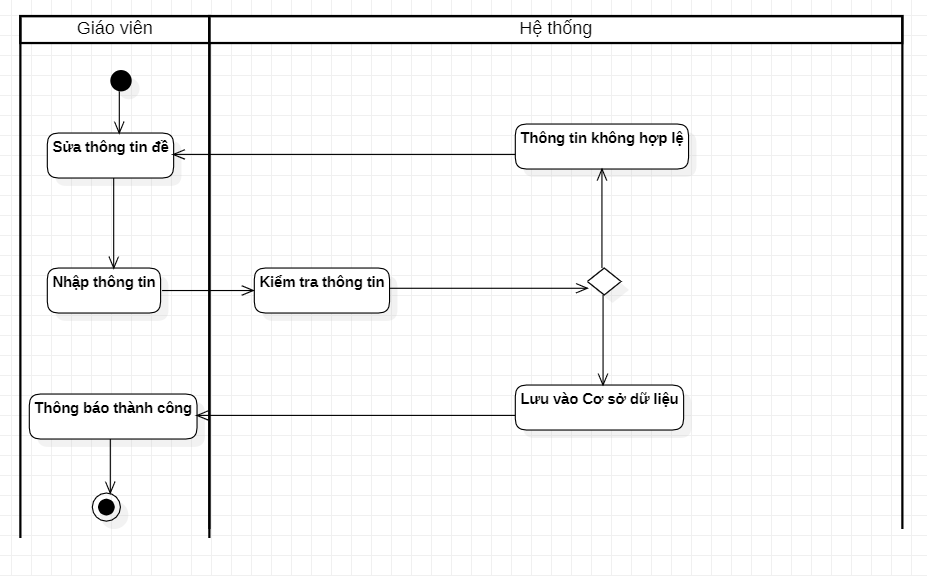 Giáo viên
Hệ thống
Thông tin không hợp lệ
Sửa thông tin đề
Nhập thông tin
Kiểm tra thông tin
Lưu vào Cơ sở dữ liệu
Thông báo thành công